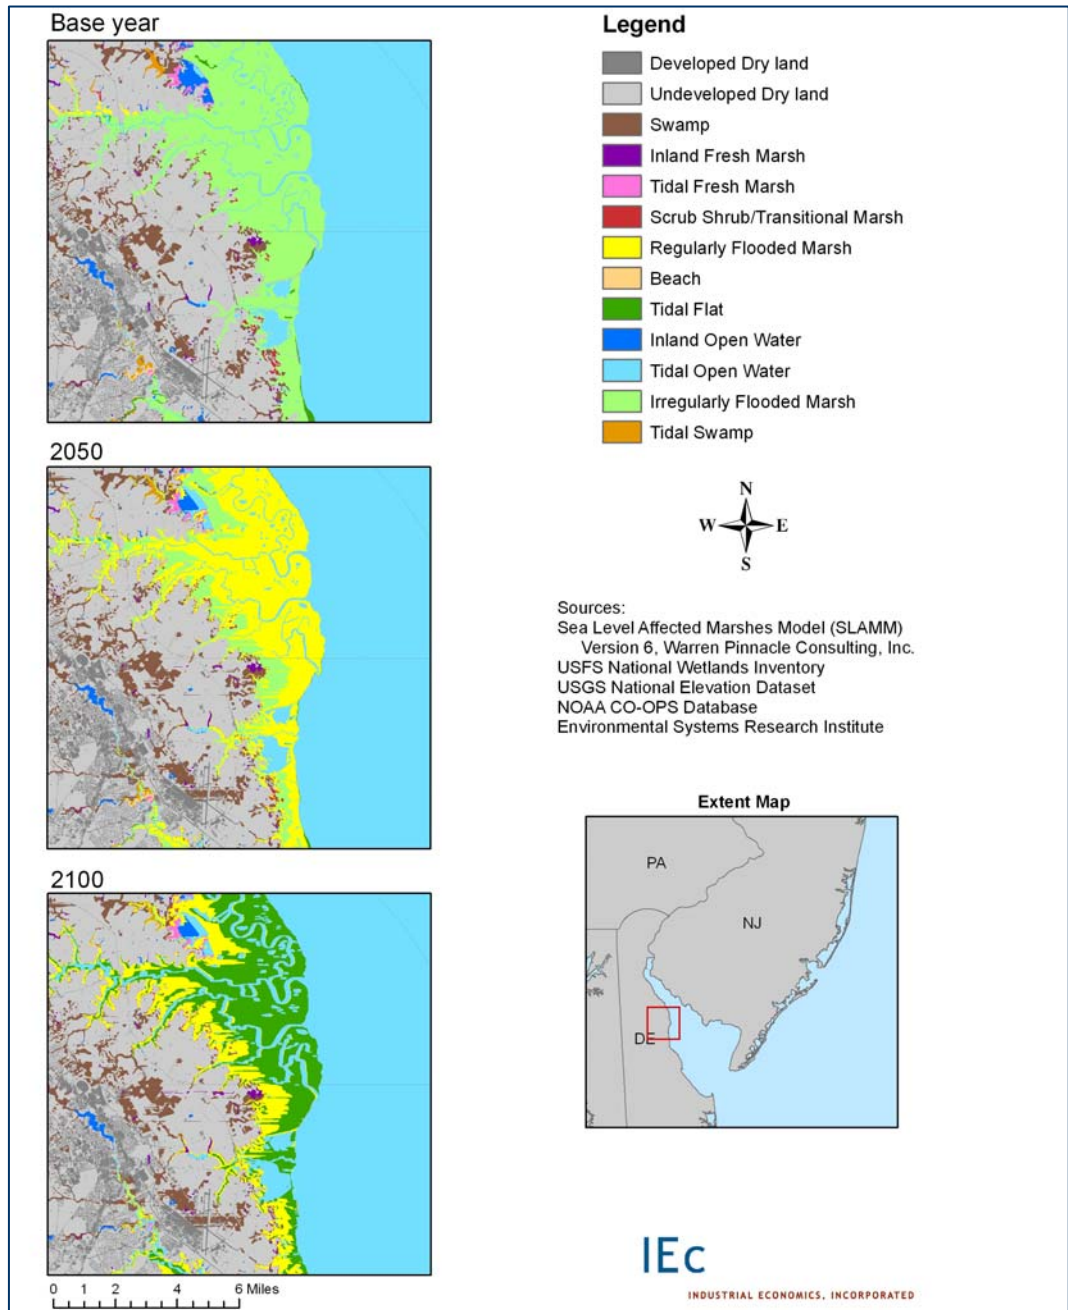 Base year
2050
2100
0 1 2 4 6 Miles
Legend
Developed Dry land
Undeveloped Dry land
Swamp
Inland Fresh Marsh
Tidal Fresh Marsh
Scrub Shrub/Transitional Marsh
Regularly Flooded Marsh
Beach
Tidal Flat
Inland Open Water
Tidal Open Water
Irregularly Flooded Marsh
Tidal Swamp
N
W E
S
Sources:
Sea Level Affected Marshes Model (SLAMM)
Version 6, Warren Pinnacle Consulting, Inc.
USFS National Wetlands Inventory
USGS National Elevation Dataset
NOAA CO-OPS Database
Environmental Systems Research Institute
Extent Map
PA
NJ
DE
IEc
INDUSTRIAL ECONOMICS, INCORPORATED